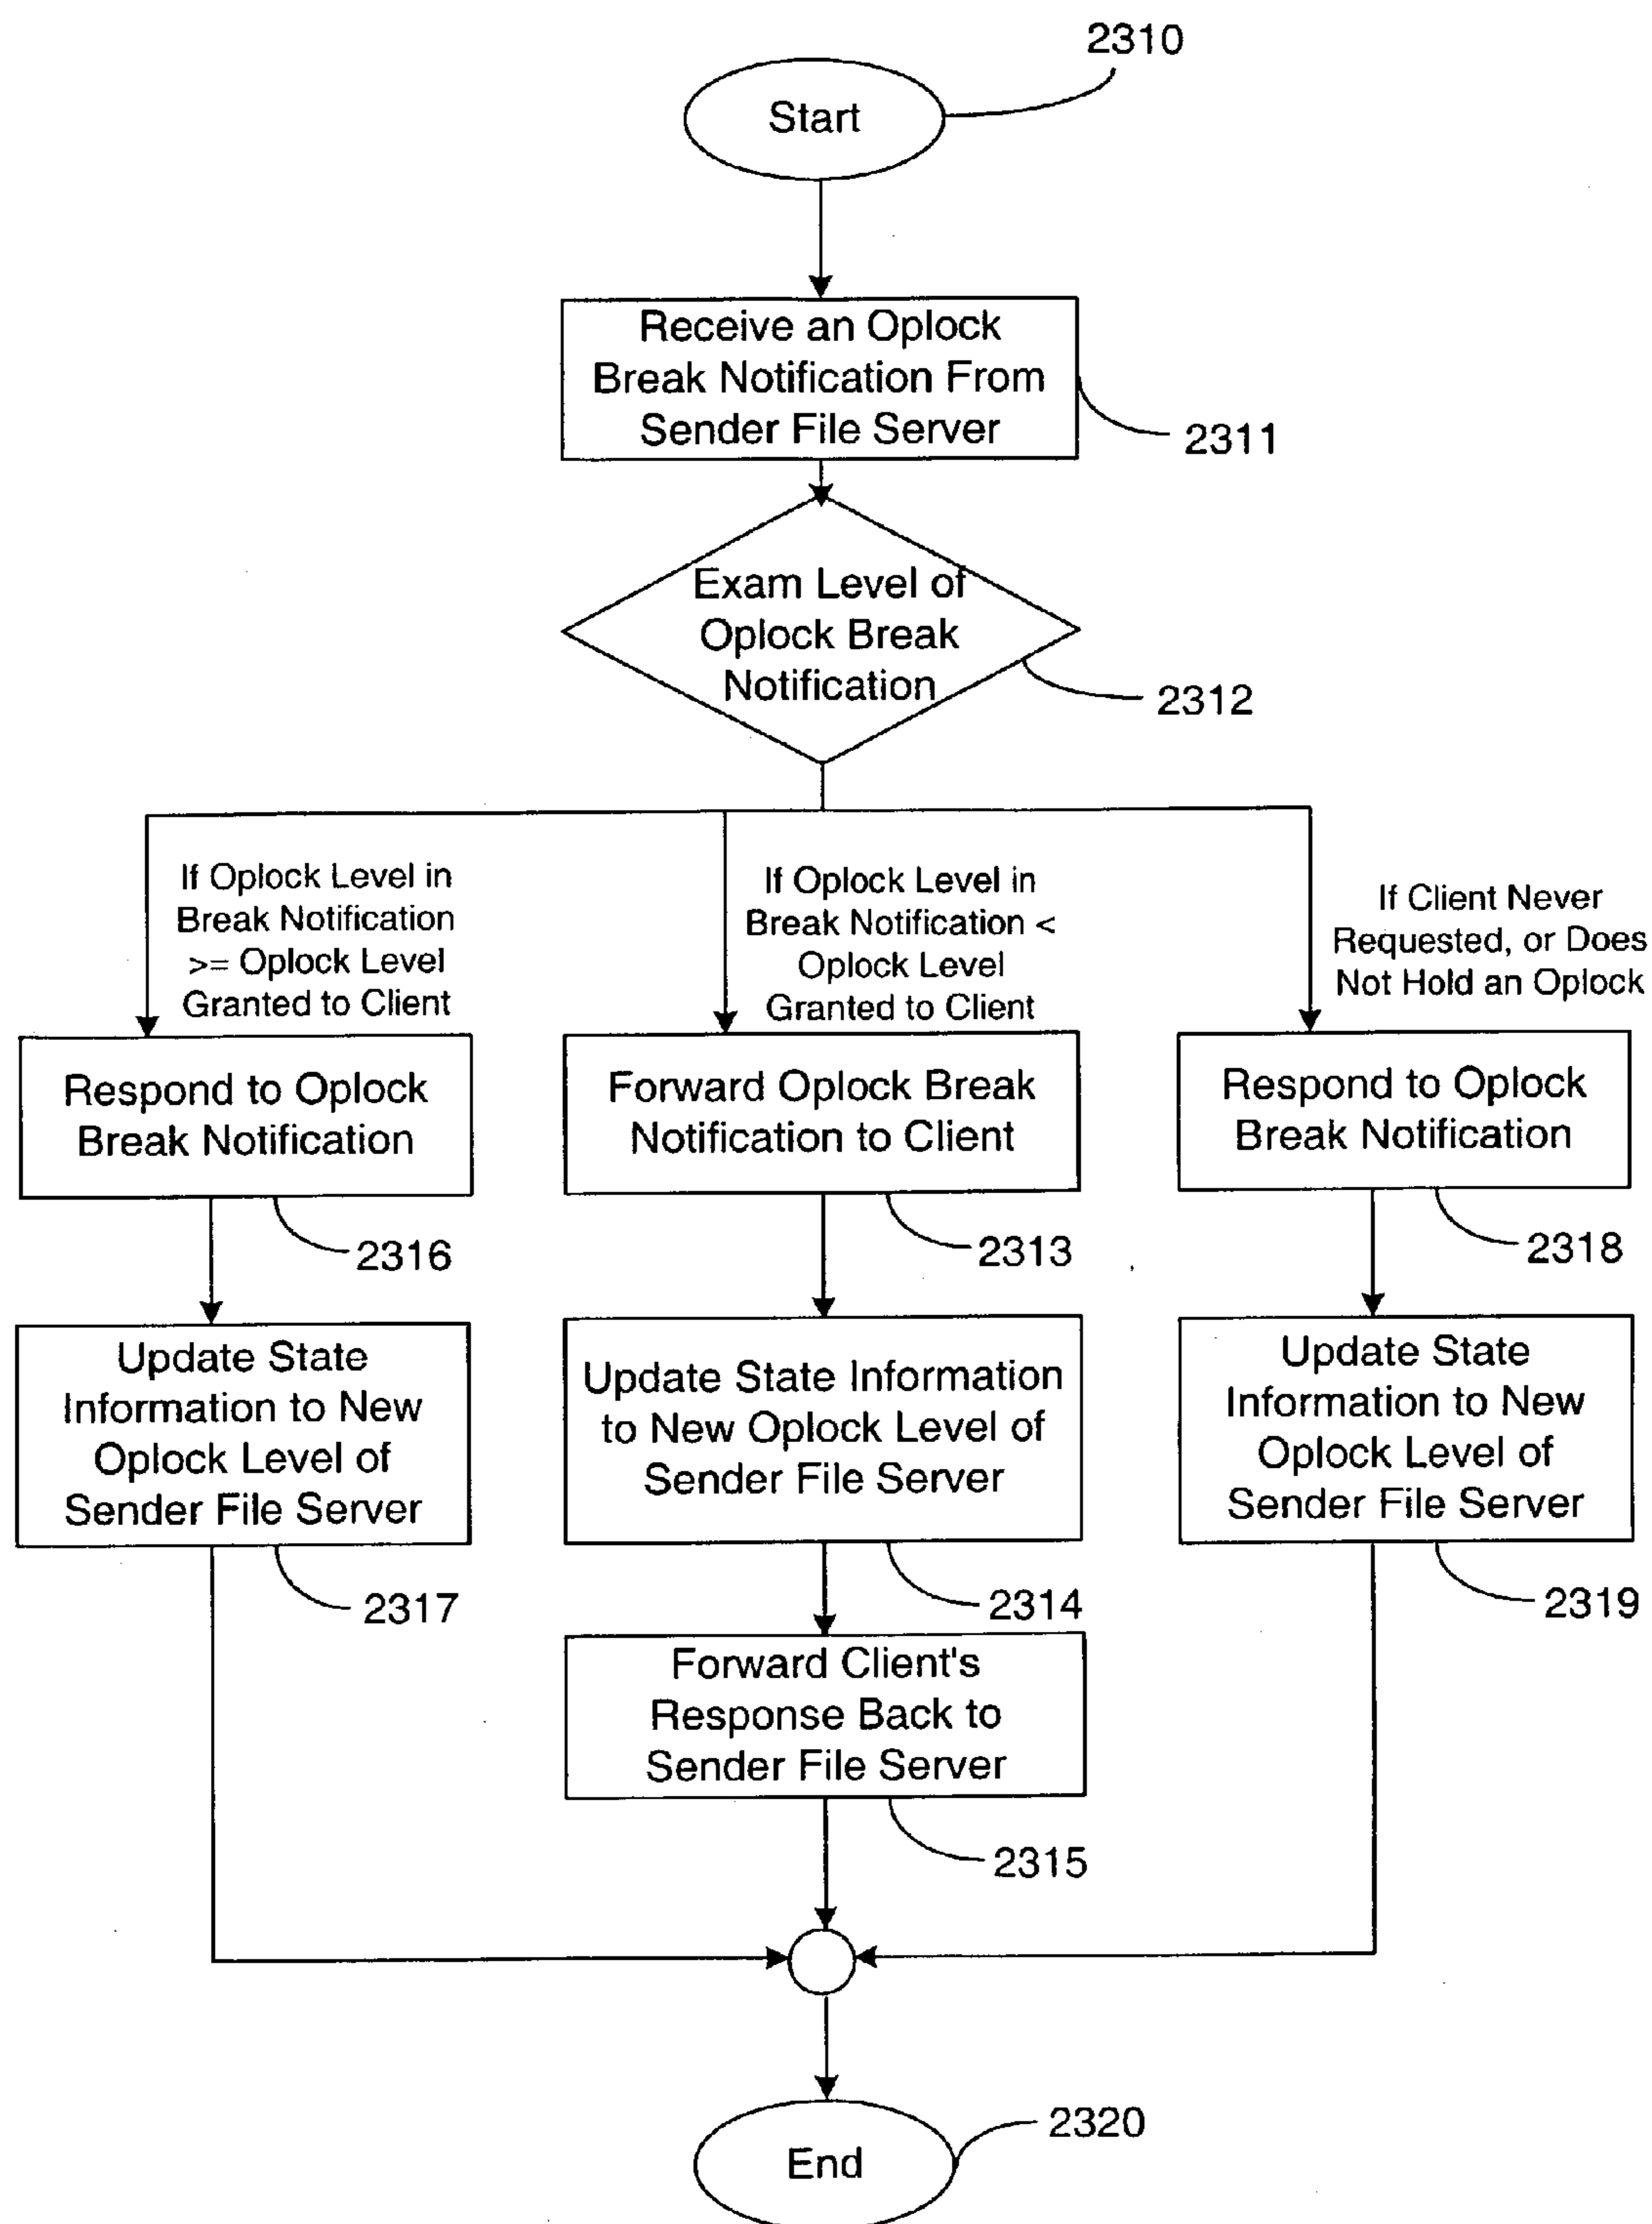 2310
Start
Receive an Oplock
Break Notification From
Sender File Server
2311
Exam Level of
Oplock Break
Notification
2312
If Oplock Level in
Break Notification
>= Oplock Level
Granted to Client
If Oplock Level in
Break Notification <
Oplock Level
Granted to Client
If Client Never
Requested, or Does
Not Hold an Oplock
Respond to Oplock
Break Notification
2316
Forward Oplock Break
Notification to Client
2313
Respond to Oplock
Break Notification
2318
Update State
Information to New
Oplock Level of
Sender File Server
2317
Update State Information
to New Oplock Level of
Sender File Server
2314
Update State
Information to New
Oplock Level of
Sender File Server
2319
Forward Client's
Response Back to
Sender File Server
2315
2320
End